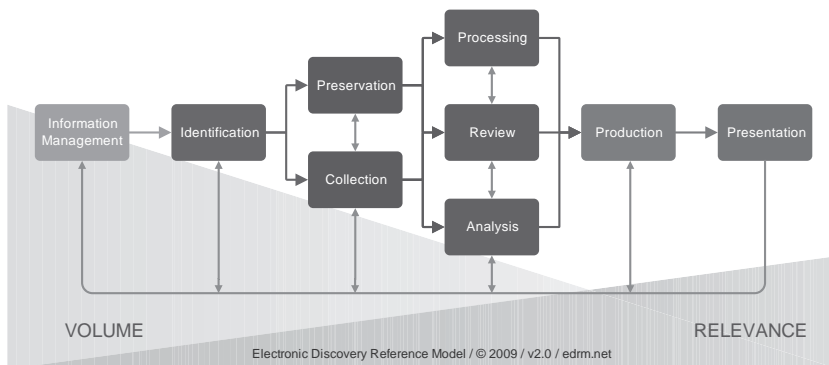 Processing
Preservation
Information
Management
Identification
Review
Production
Presentation
Collection
Analysis
VOLUME
RELEVANCE
Electronic Discovery Reference Model / © 2009 / v2.0 / edrm.net